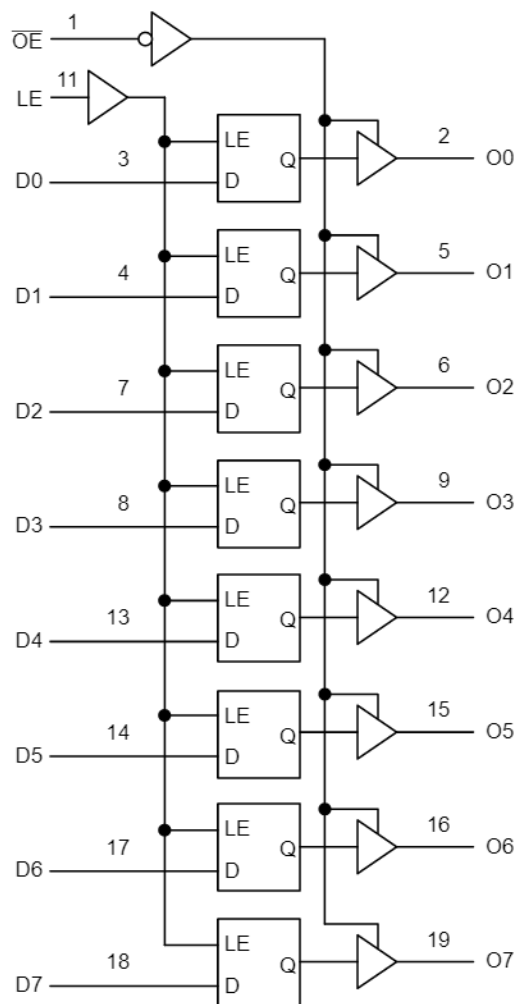 O̅E̅ 1
LE 11
LE
D0 3 D Q 2 O0
LE
D1 4 D Q 5 O1
LE
D2 7 D Q 6 O2
LE
D3 8 D Q 9 O3
LE
D4 13 D Q 12 O4
LE
D5 14 D Q 15 O5
LE
D6 17 D Q 16 O6
LE
D7 18 D Q 19 O7